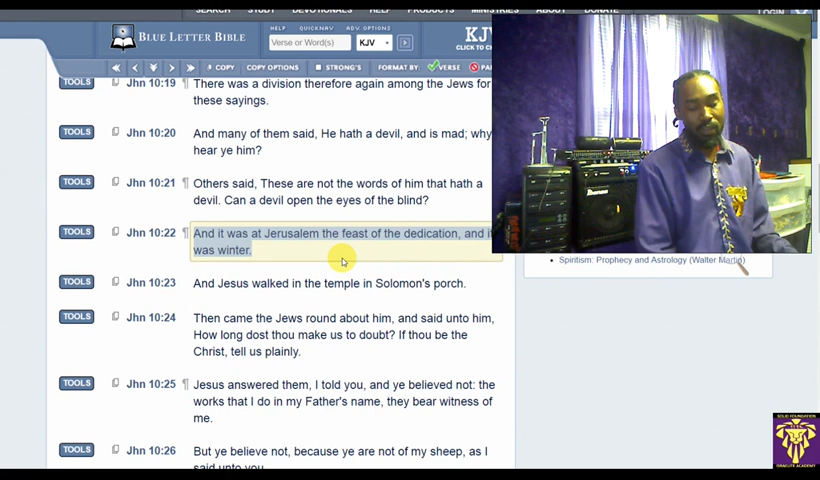 SEARCH STUDY DEVOTIONALS HELP PRODUCTS MINISTRIES ABOUT DONATE LOGIN
BLUE LETTER BIBLE
HELP QUICKNAV ADV. OPTIONS
Verse or Word(s) KJV
KJV
CLICK TO
COPY COPY OPTIONS STRONG'S FORMAT BY: VERSE
TOOLS Jhn 10:19 ¶ There was a division therefore again among the Jews for
these sayings.
TOOLS Jhn 10:20 And many of them said, He hath a devil, and is mad; why
hear ye him?
TOOLS Jhn 10:21 ¶ Others said, These are not the words of him that hath a
devil. Can a devil open the eyes of the blind?
TOOLS Jhn 10:22 ¶ And it was at Jerusalem the feast of the dedication, and it
was winter.
TOOLS Jhn 10:23 And Jesus walked in the temple in Solomon's porch.
TOOLS Jhn 10:24 Then came the Jews round about him, and said unto him,
How long dost thou make us to doubt? If thou be the
Christ, tell us plainly.
TOOLS Jhn 10:25 ¶ Jesus answered them, I told you, and ye believed not: the
works that I do in my Father's name, they bear witness of
me.
TOOLS Jhn 10:26 But ye believe not, because ye are not of my sheep, as I
said unto you.
Spiritism: Prophecy and Astrology (Walter Martin)
Ibanez
SOLID FOUNDATION
ISRAELITE ACADEMY